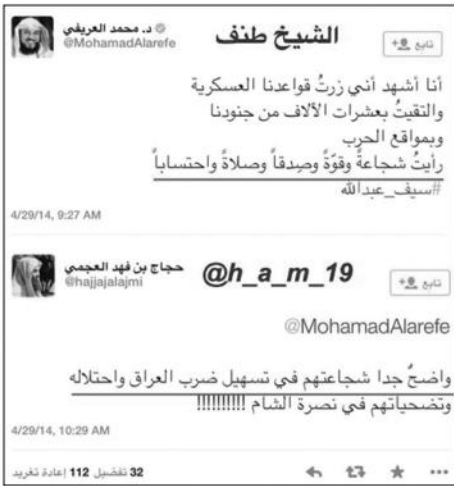 د. محمد العريفي
@MohamadAlarefe
الشيخ طنف
تابع
أنا أشهد أني زرتُ قواعدنا العسكرية
والتقيتُ بعشرات الآلاف من جنودنا
وبمواقع الحرب
رأيتُ شجاعةً وقوّةً وصِدقاً وصلاةً واحتساباً
#سيف_عبدالله
4/29/14, 9:27 AM
حجاج بن فهد العجمي
@hajjajalajmi
@h_a_m_19
تابع
@MohamadAlarefe
واضحٌ جدا شجاعتهم في تسهيل ضرب العراق واحتلاله
وتضحياتهم في نصرة الشام !!!!!!!!!!
4/29/14, 10:29 AM
32 تفضيل 112 إعادة تغريد